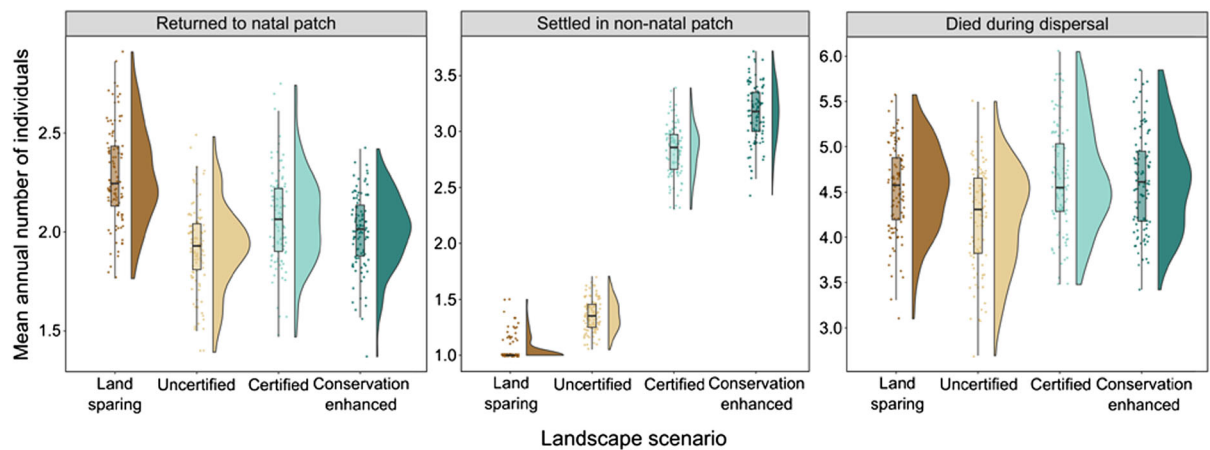 Returned to natal patch
Settled in non-natal patch
Died during dispersal
Mean annual number of individuals
2.5
2.0
1.5
3.5
3.0
2.5
2.0
1.5
1.0
6.0
5.5
5.0
4.5
4.0
3.5
3.0
Land sparing
Uncertified
Certified
Conservation enhanced
Land sparing
Uncertified
Certified
Conservation enhanced
Land sparing
Uncertified
Certified
Conservation enhanced
Landscape scenario